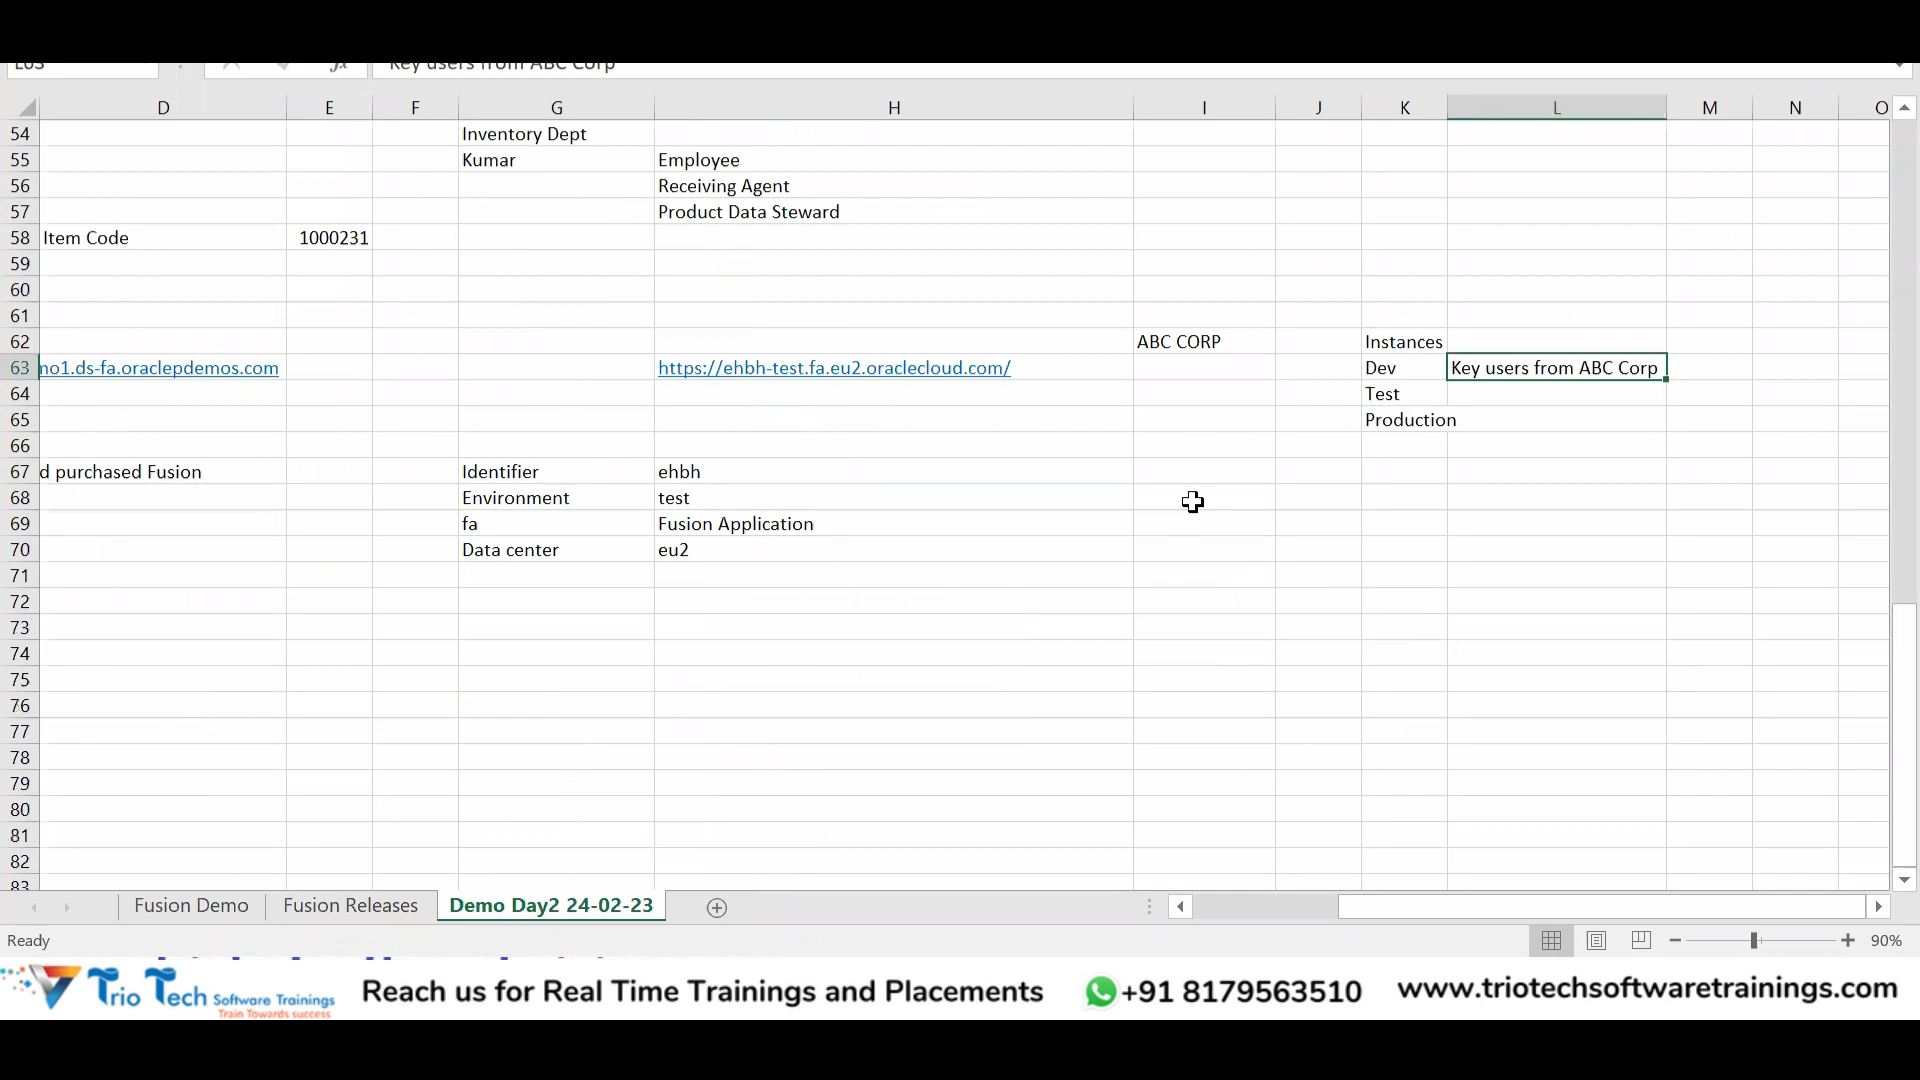 L63 fx Key users from ABC Corp
D E F G H I J K L M N O
54 Inventory Dept
55 Kumar Employee
56 Receiving Agent
57 Product Data Steward
58 Item Code 1000231
59
60
61
62 ABC CORP Instances
63 no1.ds-fa.oraclepdemos.com https://ehbh-test.fa.eu2.oraclecloud.com/ Dev Key users from ABC Corp
64 Test
65 Production
66
67 d purchased Fusion Identifier ehbh
68 Environment test
69 fa Fusion Application
70 Data center eu2
71
72
73
74
75
76
77
78
79
80
81
82
83
Fusion Demo Fusion Releases Demo Day2 24-02-23
Ready 90%
Trio Tech Software Trainings Reach us for Real Time Trainings and Placements +91 8179563510 www.triotechsoftwaretrainings.com
Train Towards success